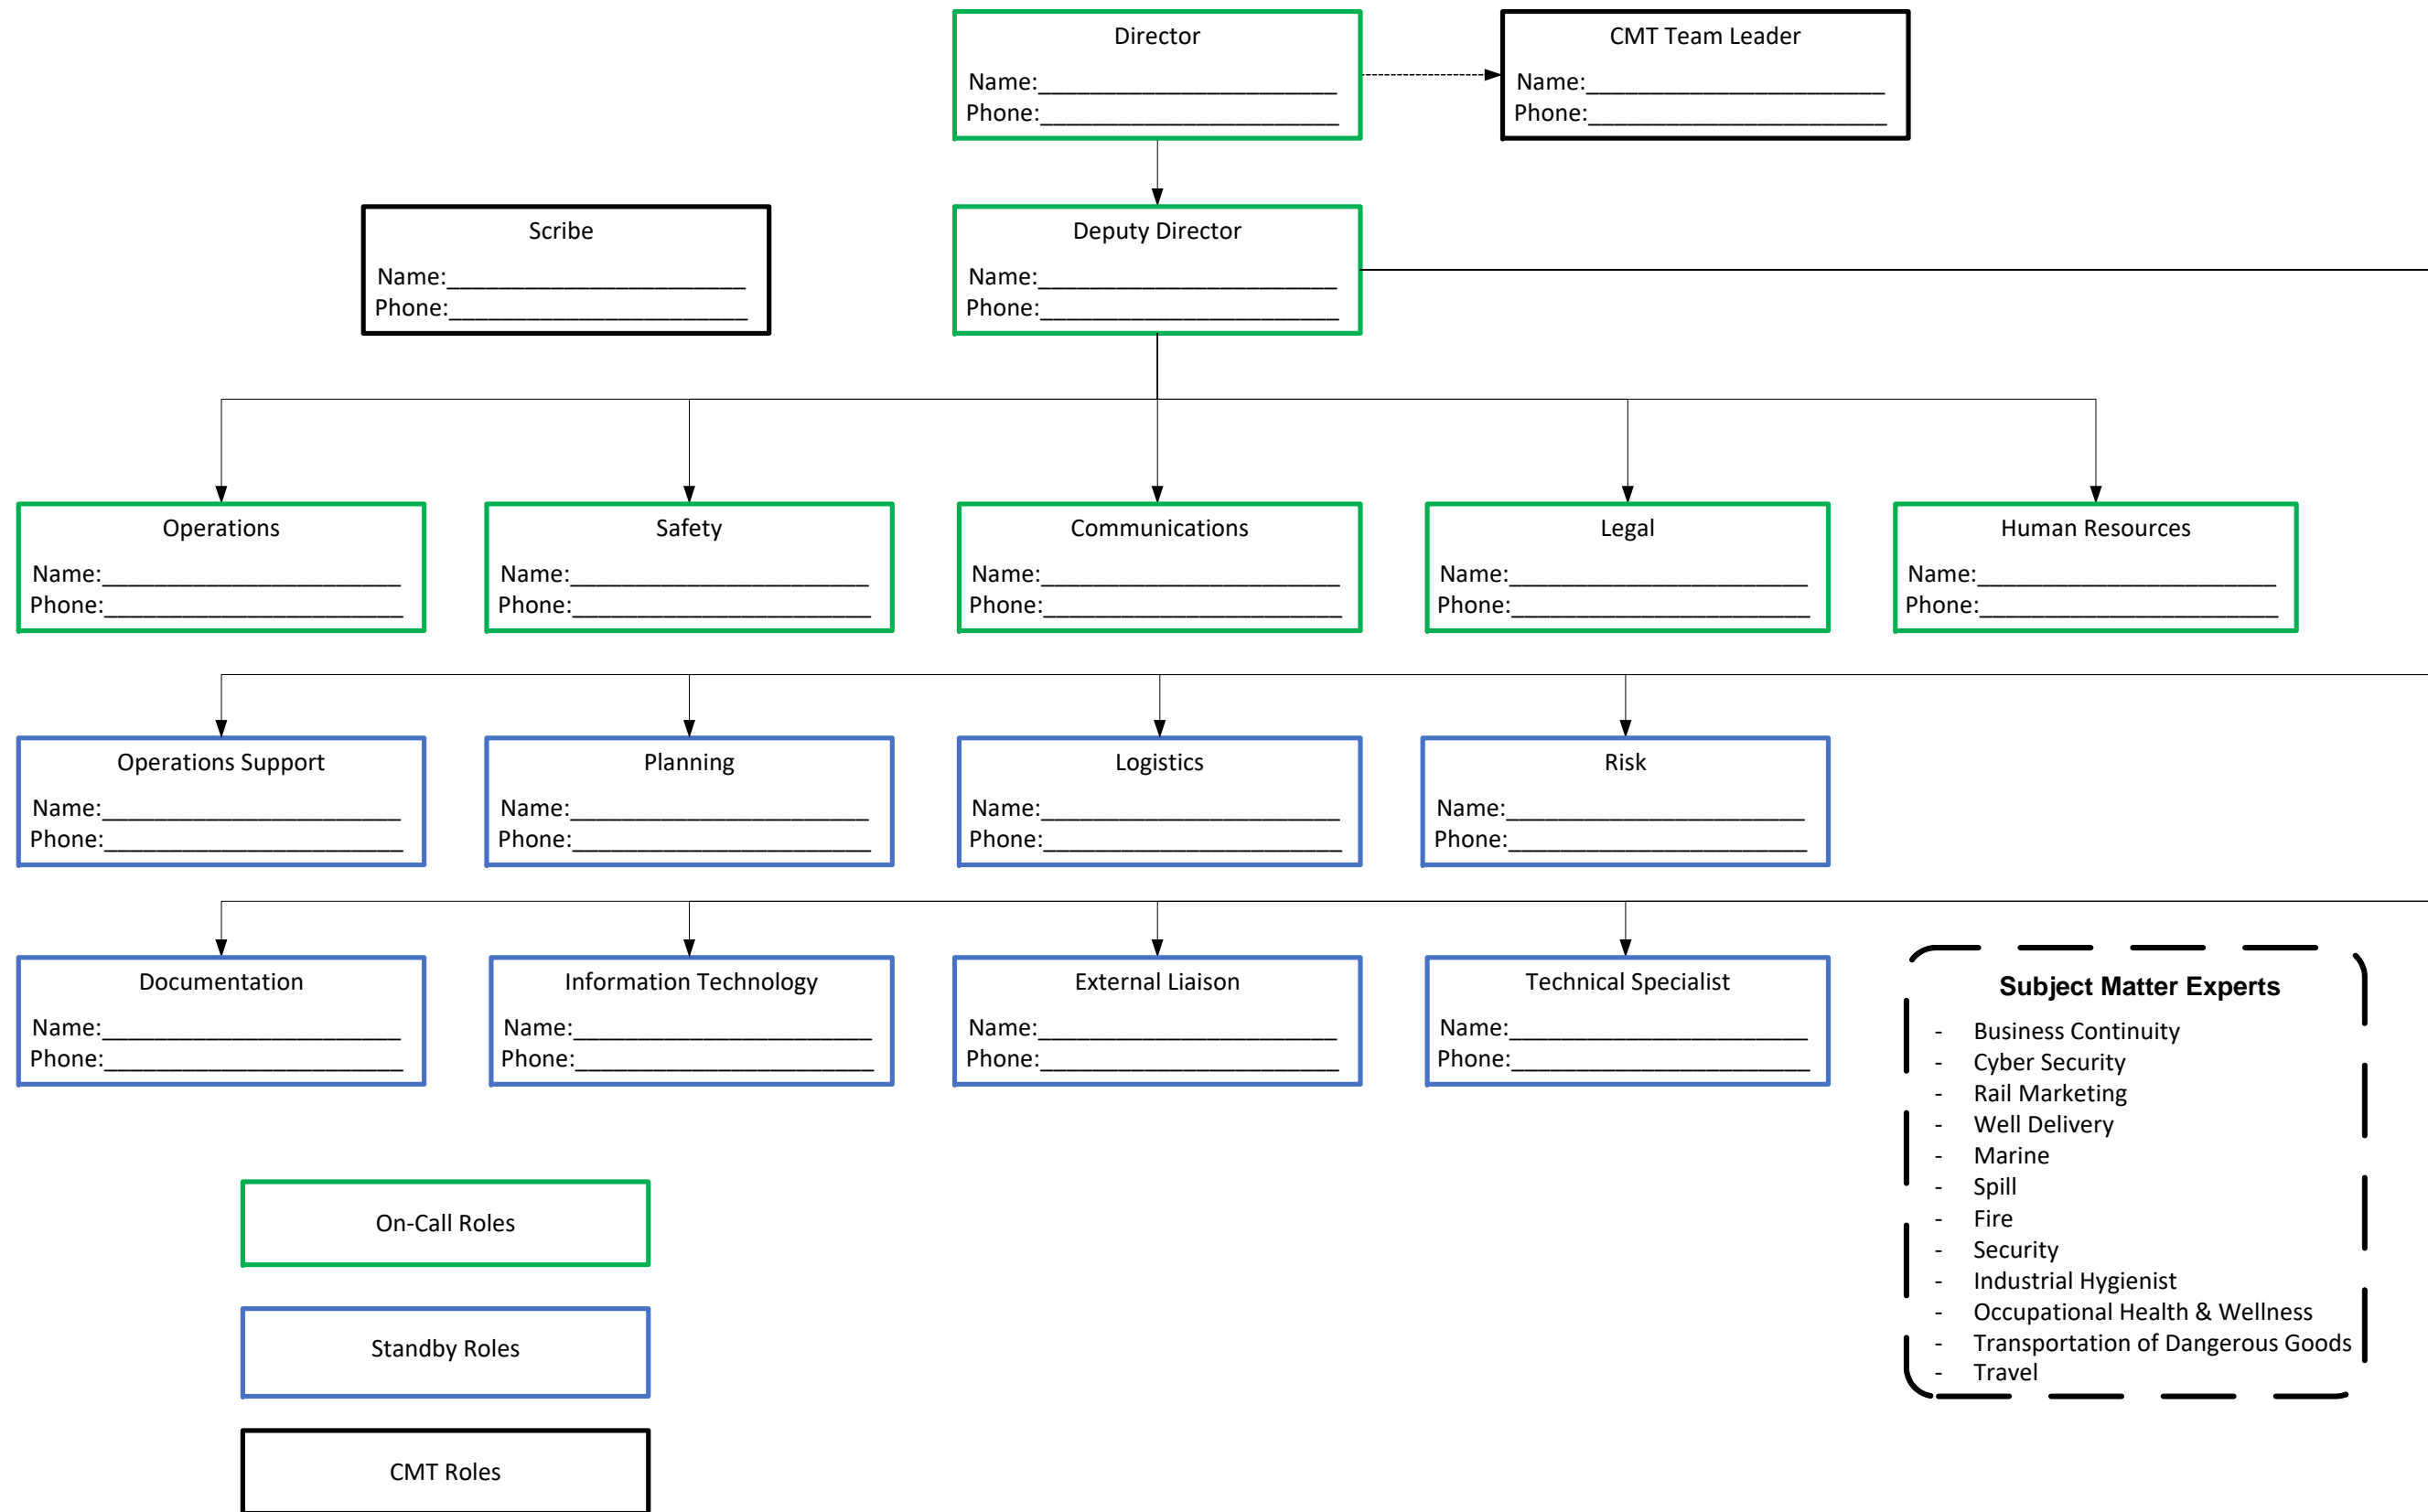 Director
Name:_______________________
Phone:_______________________
CMT Team Leader
Name:_______________________
Phone:_______________________
Scribe
Name:_______________________
Phone:_______________________
Deputy Director
Name:_______________________
Phone:_______________________
Operations
Name:_______________________
Phone:_______________________
Safety
Name:_______________________
Phone:_______________________
Communications
Name:_______________________
Phone:_______________________
Legal
Name:_______________________
Phone:_______________________
Human Resources
Name:_______________________
Phone:_______________________
Operations Support
Name:_______________________
Phone:_______________________
Planning
Name:_______________________
Phone:_______________________
Logistics
Name:_______________________
Phone:_______________________
Risk
Name:_______________________
Phone:_______________________
Documentation
Name:_______________________
Phone:_______________________
Information Technology
Name:_______________________
Phone:_______________________
External Liaison
Name:_______________________
Phone:_______________________
Technical Specialist
Name:_______________________
Phone:_______________________
Subject Matter Experts
- Business Continuity
- Cyber Security
- Rail Marketing
- Well Delivery
- Marine
- Spill
- Fire
- Security
- Industrial Hygienist
- Occupational Health & Wellness
- Transportation of Dangerous Goods
- Travel
On-Call Roles
Standby Roles
CMT Roles